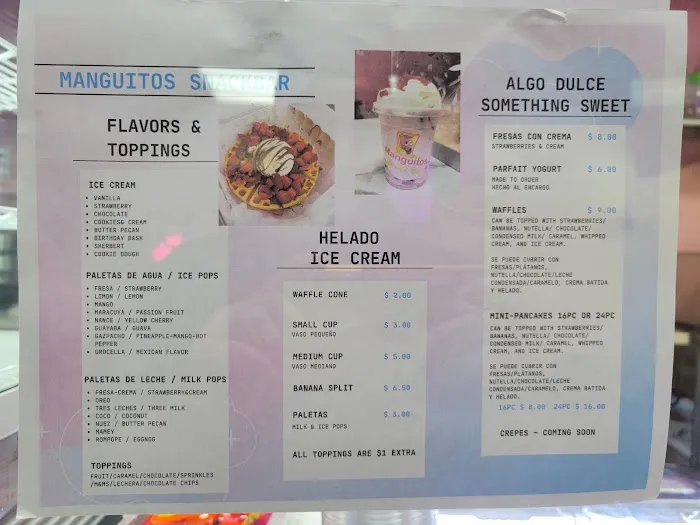 MANGUITOS SNACKBAR
FLAVORS &
TOPPINGS
ICE CREAM
• VANILLA
• STRAWBERRY
• CHOCOLATE
• COOKIES& CREAM
• BUTTER PECAN
• BIRTHDAY BASH
• SHERBERT
• COOKIE DOUGH
PALETAS DE AGUA / ICE POPS
• FRESA / STRAWBERRY
• LIMON / LEMON
• MANGO
• MARACUYÁ / PASSION FRUIT
• NANCE / YELLOW CHERRY
• GUAYABA / GUAVA
• GAZPACHO / PINEAPPLE-MANGO-HOT
PEPPER
• GROCELLA / MEXICAN FLAVOR
PALETAS DE LECHE / MILK POPS
• FRESA-CREMA / STRAWBERRY&CREAM
• OREO
• TRES LECHES / THREE MILK
• COCO / COCONUT
• NUEZ / BUTTER PECAN
• MAMEY
• ROMPOPE / EGGNOG
TOPPINGS
FRUIT/CARAMEL/CHOCOLATE/SPRINKLES
/M&MS/LECHERA/CHOCOLATE CHIPS
Manguitos
HELADO
ICE CREAM
WAFFLE CONE $ 2.00
SMALL CUP $ 3.00
VASO PEQUEÑO
MEDIUM CUP $ 5.00
VASO MEDIANO
BANANA SPLIT $ 6.50
PALETAS $ 3.00
MILK & ICE POPS
ALL TOPPINGS ARE $1 EXTRA
ALGO DULCE
SOMETHING SWEET
FRESAS CON CREMA $ 8.00
STRAWBERRIES & CREAM
PARFAIT YOGURT $ 6.00
MADE TO ORDER
HECHO AL ENCARGO
WAFFLES $ 9.00
CAN BE TOPPED WITH STRAWBERRIES/
BANANAS, NUTELLA/ CHOCOLATE/
CONDENSED MILK/ CARAMEL, WHIPPED
CREAM, AND ICE CREAM.
SE PUEDE CURRIR CON
FRESAS/PLÁTANOS,
NUTELLA/CHOCOLATE/LECHE
CONDENSADA/CARAMELO, CREMA BATIDA
Y HELADO.
MINI-PANCAKES 16PC OR 24PC
CAN BE TOPPED WITH STRAWBERRIES/
BANANAS, NUTELLA/ CHOCOLATE/
CONDENSED MILK/ CARAMEL, WHIPPED
CREAM, AND ICE CREAM.
SE PUEDE CURRIR CON
FRESAS/PLÁTANOS,
NUTELLA/CHOCOLATE/LECHE
CONDENSADA/CARAMELO, CREMA BATIDA
Y HELADO.
16PC $ 8.00 24PC $ 16.00
CREPES - COMING SOON